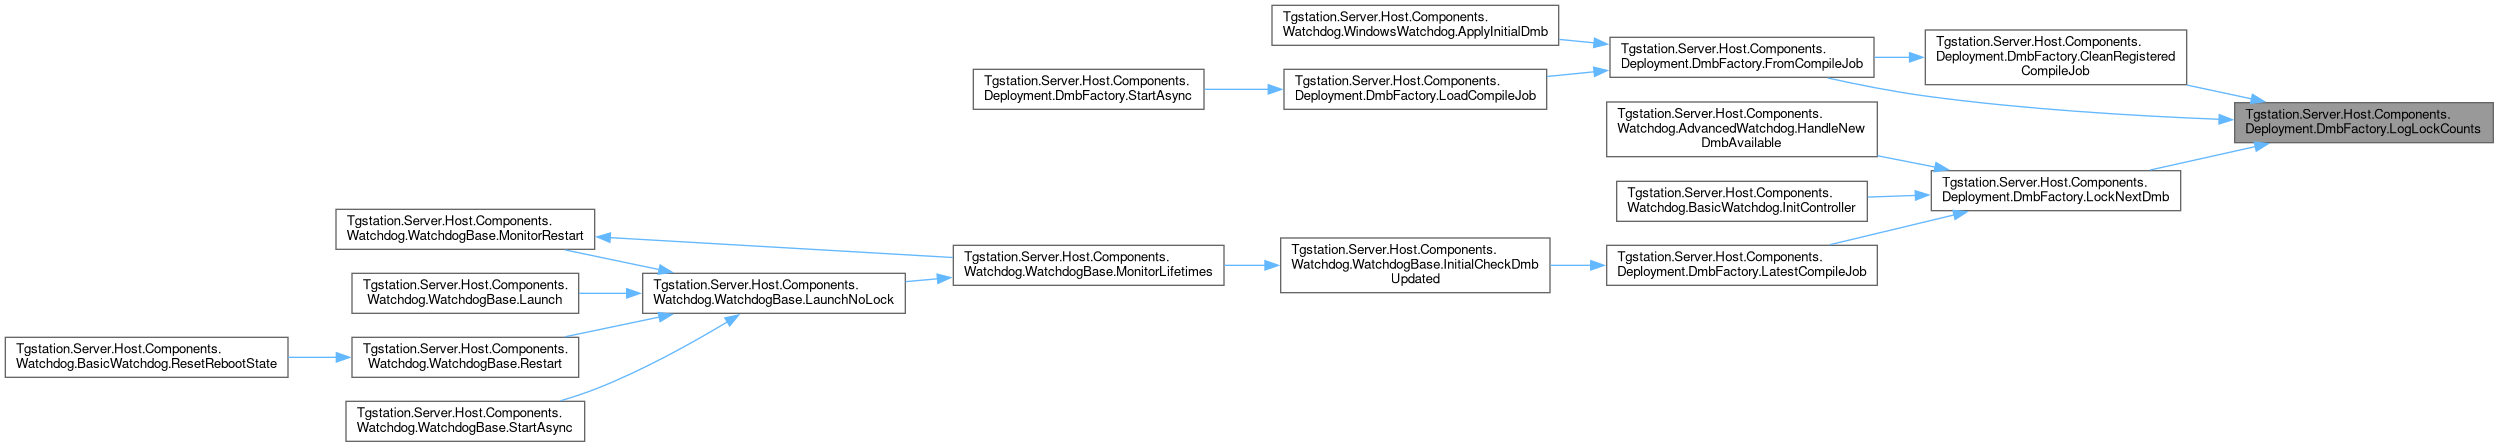 Tgstation.Server.Host.Components.
Watchdog.WindowsWatchdog.ApplyInitialDmb
Tgstation.Server.Host.Components.
Deployment.DmbFactory.CleanRegistered
CompileJob
Tgstation.Server.Host.Components.
Deployment.DmbFactory.FromCompileJob
Tgstation.Server.Host.Components.
Deployment.DmbFactory.StartAsync
Tgstation.Server.Host.Components.
Deployment.DmbFactory.LoadCompileJob
Tgstation.Server.Host.Components.
Watchdog.AdvancedWatchdog.HandleNew
DmbAvailable
Tgstation.Server.Host.Components.
Deployment.DmbFactory.LogLockCounts
Tgstation.Server.Host.Components.
Watchdog.BasicWatchdog.InitController
Tgstation.Server.Host.Components.
Deployment.DmbFactory.LockNextDmb
Tgstation.Server.Host.Components.
Watchdog.WatchdogBase.MonitorRestart
Tgstation.Server.Host.Components.
Watchdog.WatchdogBase.MonitorLifetimes
Tgstation.Server.Host.Components.
Watchdog.WatchdogBase.InitialCheckDmb
Updated
Tgstation.Server.Host.Components.
Deployment.DmbFactory.LatestCompileJob
Tgstation.Server.Host.Components.
Watchdog.WatchdogBase.Launch
Tgstation.Server.Host.Components.
Watchdog.WatchdogBase.LaunchNoLock
Tgstation.Server.Host.Components.
Watchdog.BasicWatchdog.ResetRebootState
Tgstation.Server.Host.Components.
Watchdog.WatchdogBase.Restart
Tgstation.Server.Host.Components.
Watchdog.WatchdogBase.StartAsync